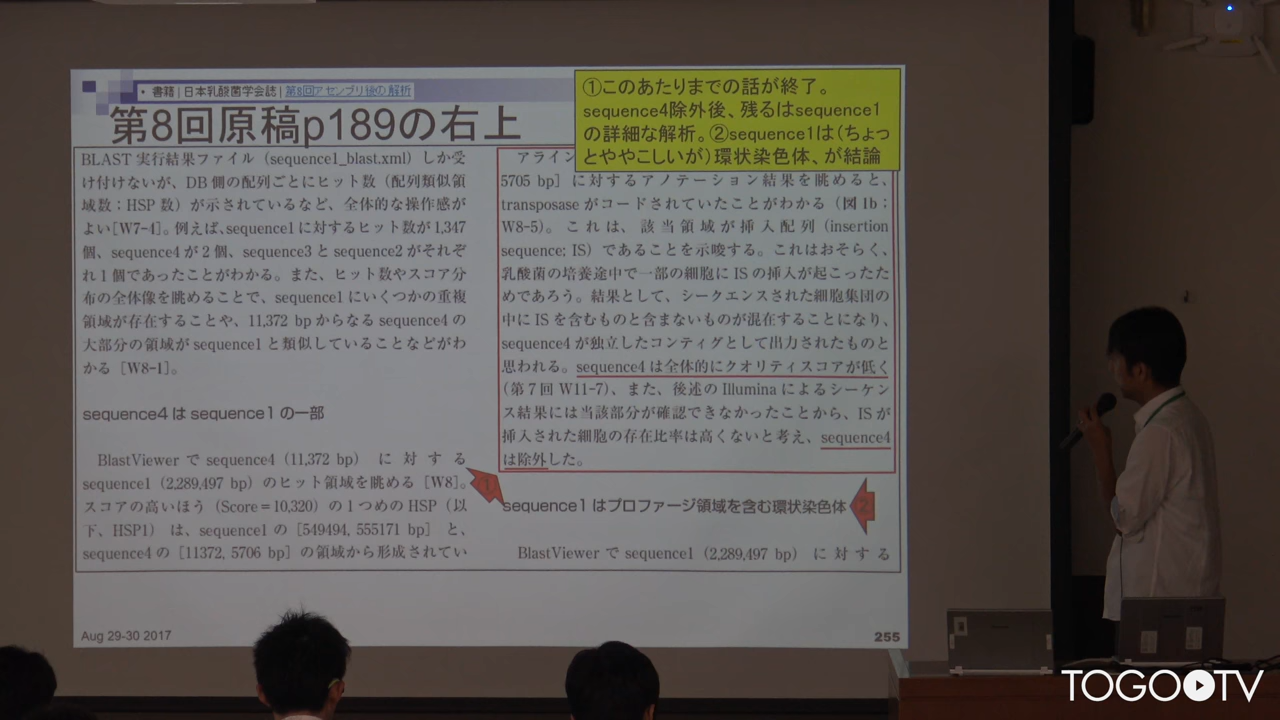 • 書籍 | 日本乳酸菌学会誌 | 第8回アセンブリ後の解析
第8回原稿p189の右上
①このあたりまでの話が終了。
sequence4除外後、残るはsequence1
の詳細な解析。②sequence1は(ちょっ
とややこしいが)環状染色体、が結論
BLAST 実行結果ファイル (sequence1_blast.xml) しか受
け付けないが、DB 側の配列ごとにヒット数 (配列類似領
域数：HSP 数) が示されているなど、全体的な操作感が
よい [W7-4]。例えば、sequence1 に対するヒット数が 1,347
個、sequence4 が 2 個、sequence3 と sequence2 がそれぞ
れ 1 個であったことがわかる。また、ヒット数やスコア分
布の全体像を眺めることで、sequence1 にいくつかの重複
領域が存在することや、11,372 bp からなる sequence4 の
大部分の領域が sequence1 と類似していることなどがわ
かる [W8-1]。
sequence4 は sequence1 の一部
BlastViewer で sequence4 (11,372 bp) に対する
sequence1 (2,289,497 bp) のヒット領域を眺める [W8]。
スコアの高いほう (Score = 10,320) の 1 つめの HSP (以
下、HSP1) は、sequence1 の [549494, 555171 bp] と、
sequence4 の [11372, 5706 bp] の領域から形成されてい
アライン
5705 bp] に対するアノテーション結果を眺めると、
transposase がコードされていたことがわかる (図 1b；
W8-5)。これは、該当領域が挿入配列 (insertion
sequence; IS) であることを示唆する。これはおそらく、
乳酸菌の培養途中で一部の細胞に IS の挿入が起こったた
めであろう。結果として、シークエンスされた細胞集団の
中に IS を含むものと含まないものが混在することになり、
sequence4 が独立したコンティグとして出力されたものと
思われる。sequence4 は全体的にクオリティスコアが低く
(第 7 回 W11-7)、また、後述の Illumina によるシーケン
ス結果には当該部分が確認できなかったことから、IS が
挿入された細胞の存在比率は高くないと考え、sequence4
は除外した。
①
sequence1 はプロファージ領域を含む環状染色体
②
BlastViewer で sequence1 (2,289,497 bp) に対する
Aug 29-30 2017
255
TOGO TV